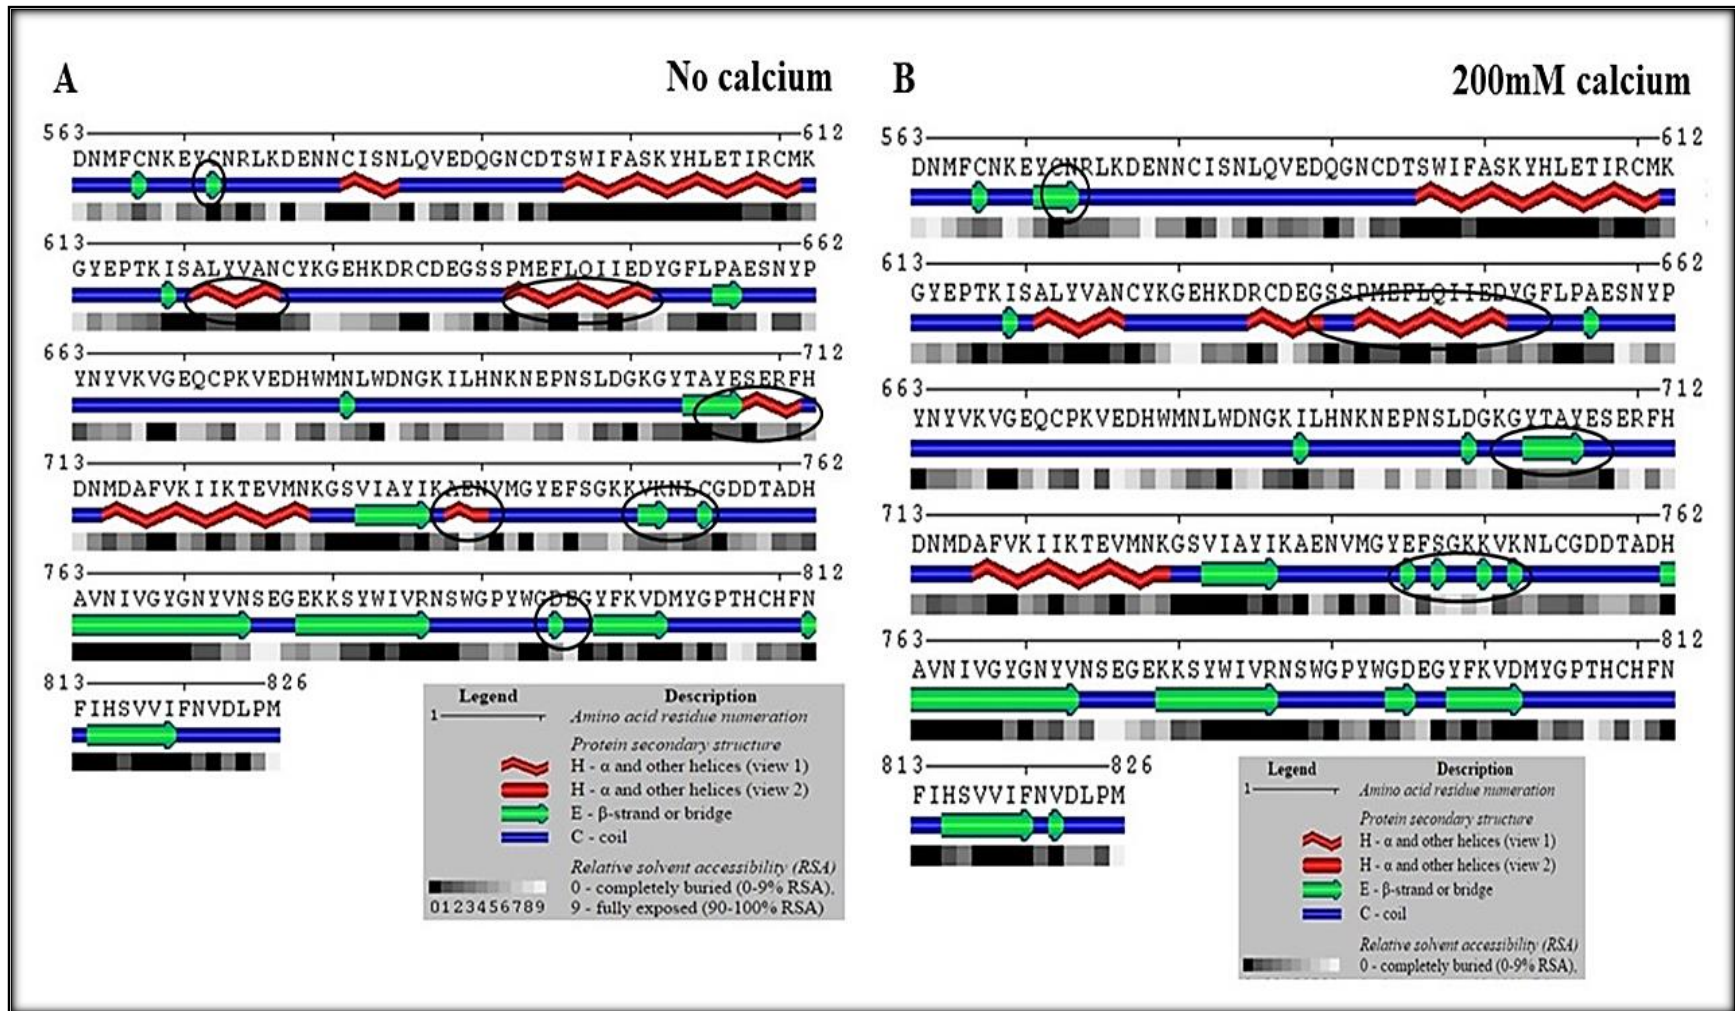 A
No calcium
563 612
DNMFCNKEYCNRLKDENNCISNLQVEDQGNCDTSWIFASKYHLETIRCMK
613 662
GYEPTKISALYVANCYKGEHKDRCDEGSSPMEFLQIIEDYGFLPAESNYP
663 712
YNYVKVGEQCPKVEDHWMNLWDNGKILHNKNEPNSLDGKGYTAYESERFH
713 762
DNMDAFVKIIKTEVMNKGSVIAYIKAENVMGYEFSGKKVKNLCGDDTADH
763 812
AVNIVGYGNYVNSEGEKKSYWIVRNSWGPYWGDEGYFKVDMYGPTHCHFN
813 826
FIHSVVIFNVDLPM
Legend Description
1 Amino acid residue numeration
Protein secondary structure
H - α and other helices (view 1)
H - α and other helices (view 2)
E - β-strand or bridge
C - coil
Relative solvent accessibility (RSA)
0 - completely buried (0-9% RSA),
0123456789 9 - fully exposed (90-100% RSA)
B
200mM calcium
563 612
DNMFCNKEYCNRLKDENNCISNLQVEDQGNCDTSWIFASKYHLETIRCMK
613 662
GYEPTKISALYVANCYKGEHKDRCDEGSSPMEFLQIIEDYGFLPAESNYP
663 712
YNYVKVGEQCPKVEDHWMNLWDNGKILHNKNEPNSLDGKGYTAYESERFH
713 762
DNMDAFVKIIKTEVMNKGSVIAYIKAENVMGYEFSGKKVKNLCGDDTADH
763 812
AVNIVGYGNYVNSEGEKKSYWIVRNSWGPYWGDEGYFKVDMYGPTHCHFN
813 826
FIHSVVIFNVDLPM
Legend Description
1 Amino acid residue numeration
Protein secondary structure
H - α and other helices (view 1)
H - α and other helices (view 2)
E - β-strand or bridge
C - coil
Relative solvent accessibility (RSA)
0 - completely buried (0-9% RSA),